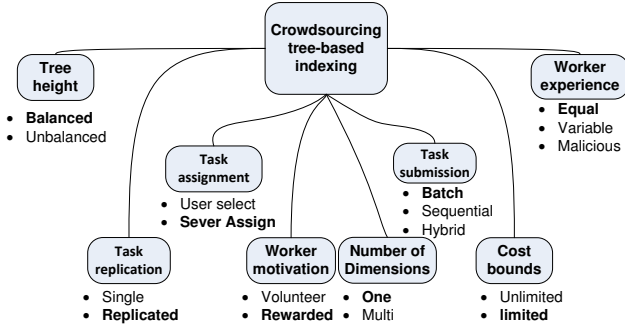 Crowdsourcing
tree-based
indexing
Tree
height
• Balanced
• Unbalanced
Worker
experience
• Equal
• Variable
• Malicious
Task
assignment
• User select
• Sever Assign
Task
submission
• Batch
• Sequential
• Hybrid
Task
replication
• Single
• Replicated
Worker
motivation
• Volunteer
• Rewarded
Number of
Dimensions
• One
• Multi
Cost
bounds
• Unlimited
• limited